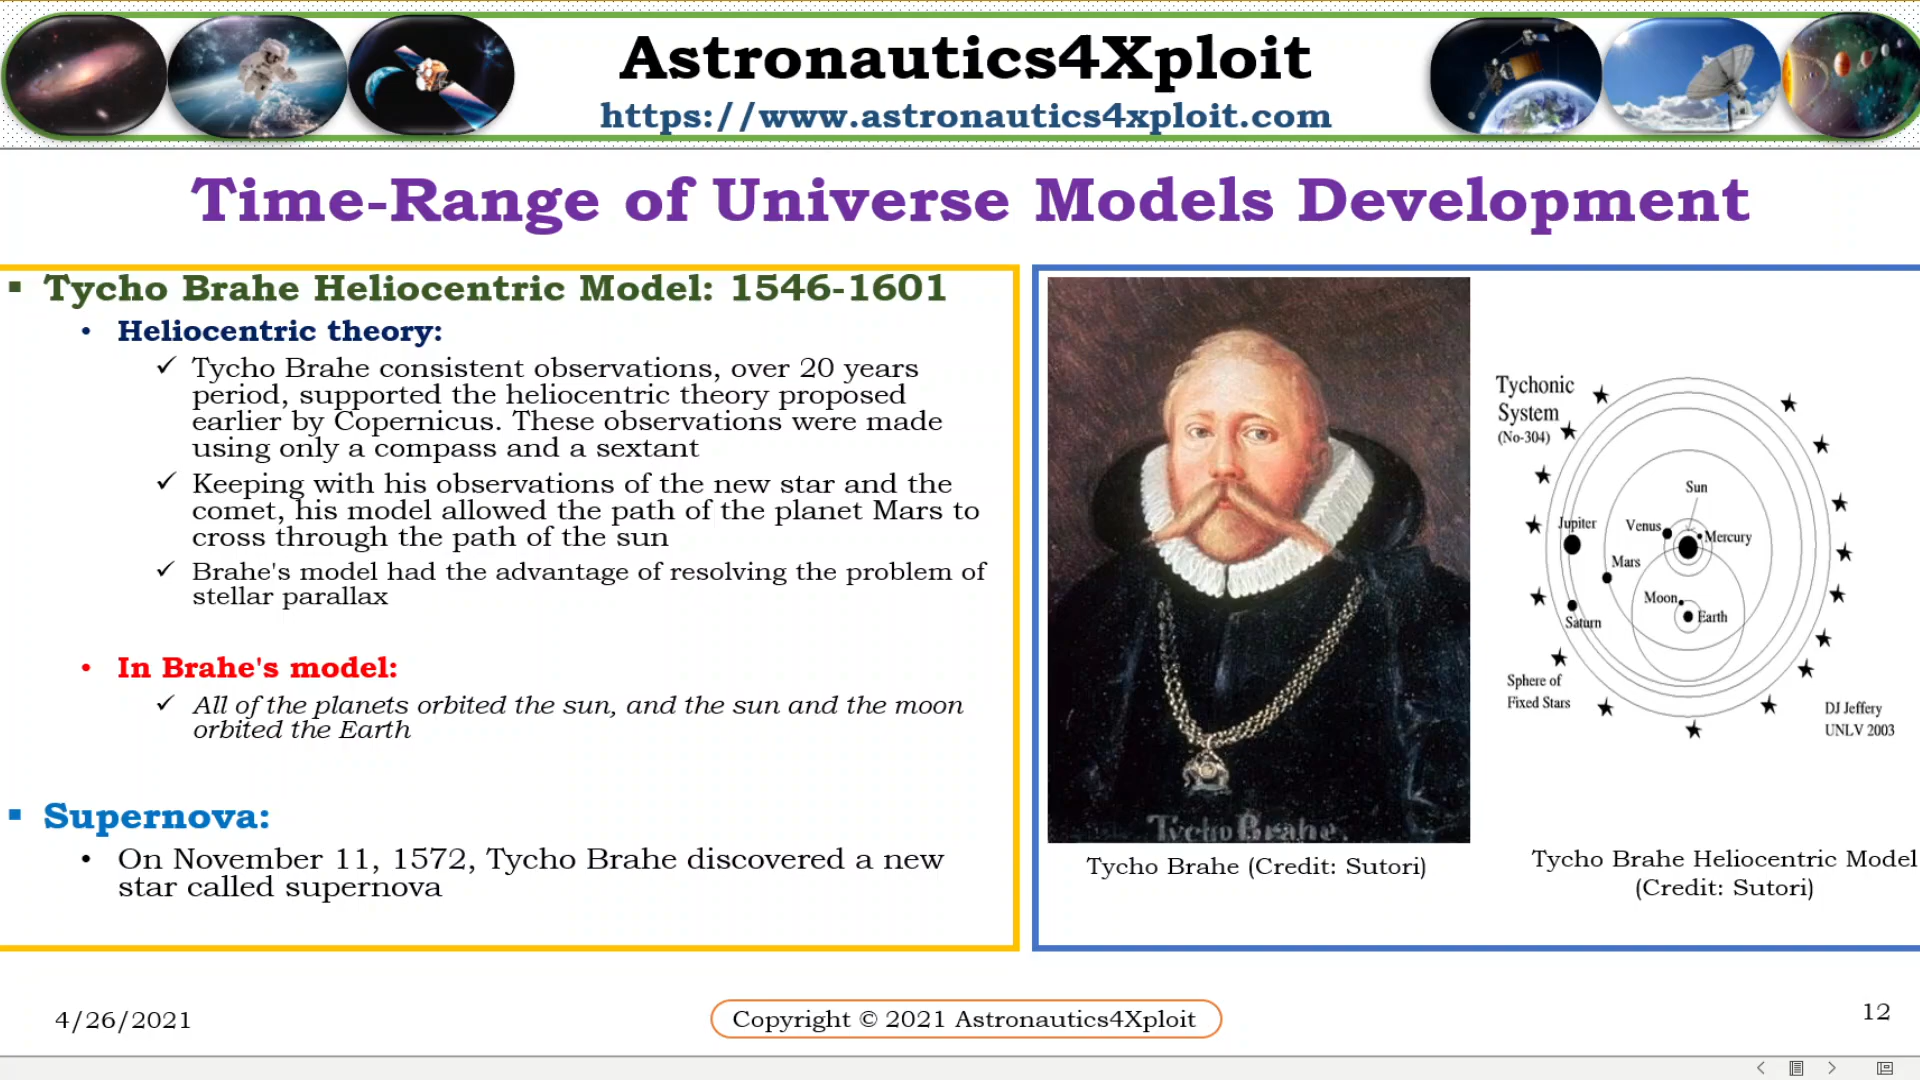 Astronautics4Xploit
https://www.astronautics4xploit.com
Time-Range of Universe Models Development
▪ Tycho Brahe Heliocentric Model: 1546-1601
• Heliocentric theory:
✓ Tycho Brahe consistent observations, over 20 years
period, supported the heliocentric theory proposed
earlier by Copernicus. These observations were made
using only a compass and a sextant
✓ Keeping with his observations of the new star and the
comet, his model allowed the path of the planet Mars to
cross through the path of the sun
✓ Brahe's model had the advantage of resolving the problem of
stellar parallax
• In Brahe's model:
✓ All of the planets orbited the sun, and the sun and the moon
orbited the Earth
▪ Supernova:
• On November 11, 1572, Tycho Brahe discovered a new
star called supernova
Tycho Brahe.
Tycho Brahe (Credit: Sutori)
Tychonic
System
(No-304)
Sun
Jupiter
Venus
Mercury
Mars
Moon
Earth
Saturn
Sphere of
Fixed Stars
DJ Jeffery
UNLV 2003
Tycho Brahe Heliocentric Model
(Credit: Sutori)
4/26/2021
Copyright © 2021 Astronautics4Xploit
12